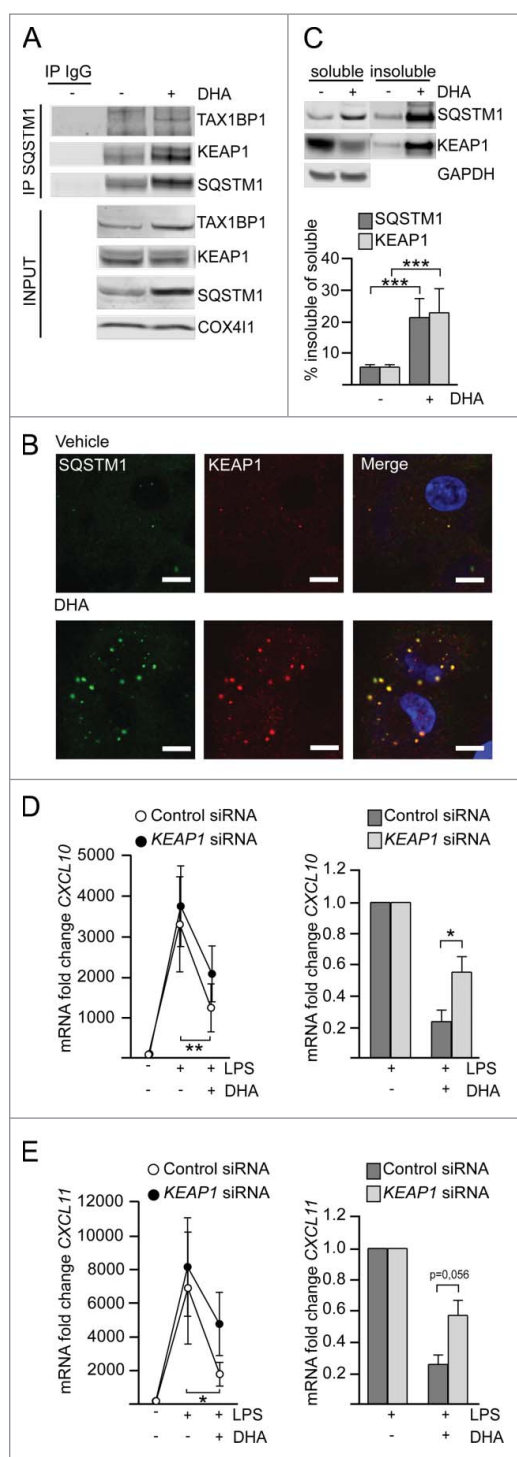 A
IP IgG
- - + DHA
IP SQSTM1
TAX1BP1
KEAP1
SQSTM1
INPUT
TAX1BP1
KEAP1
SQSTM1
COX4I1
C
soluble insoluble
- + - + DHA
SQSTM1
KEAP1
GAPDH
SQSTM1
KEAP1
% insoluble of soluble
40
30
20
10
***
***
- + DHA
B
Vehicle
SQSTM1 KEAP1 Merge
DHA
D
Control siRNA
KEAP1 siRNA
mRNA fold change CXCL10
5000
4000
3000
2000
1000
**
- + + LPS
- - + DHA
Control siRNA
KEAP1 siRNA
mRNA fold change CXCL10
1.2
1.0
0.8
0.6
0.4
0.2
*
+ + LPS
- + DHA
E
Control siRNA
KEAP1 siRNA
mRNA fold change CXCL11
12000
10000
8000
6000
4000
2000
*
- + + LPS
- - + DHA
Control siRNA
KEAP1 siRNA
mRNA fold change CXCL11
1.2
1.0
0.8
0.6
0.4
0.2
p=0,056
+ + LPS
- + DHA